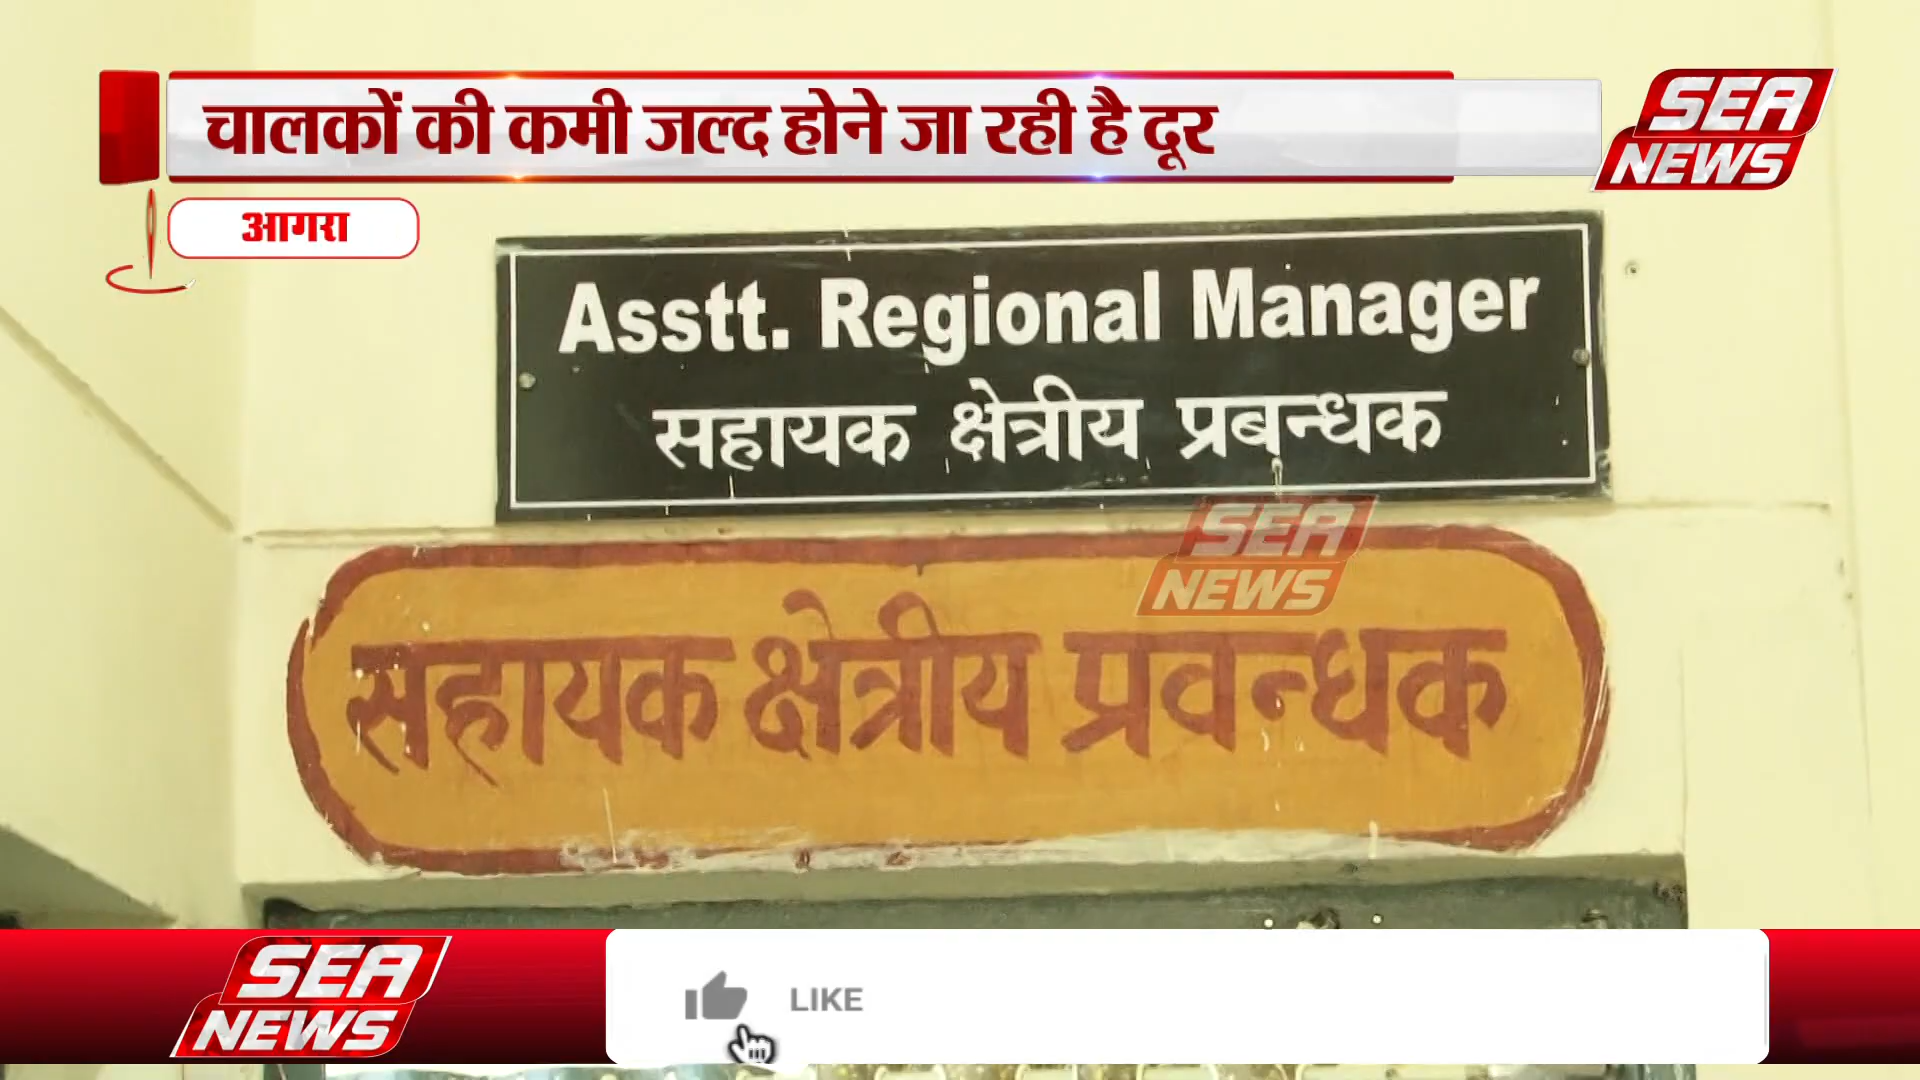 चालकों की कमी जल्द होने जा रही है दूर
SEA
NEWS
आगरा
Asstt. Regional Manager
सहायक क्षेत्रीय प्रबन्धक
SEA
NEWS
सहायक क्षेत्रीय प्रवन्धक
SEA
NEWS
LIKE